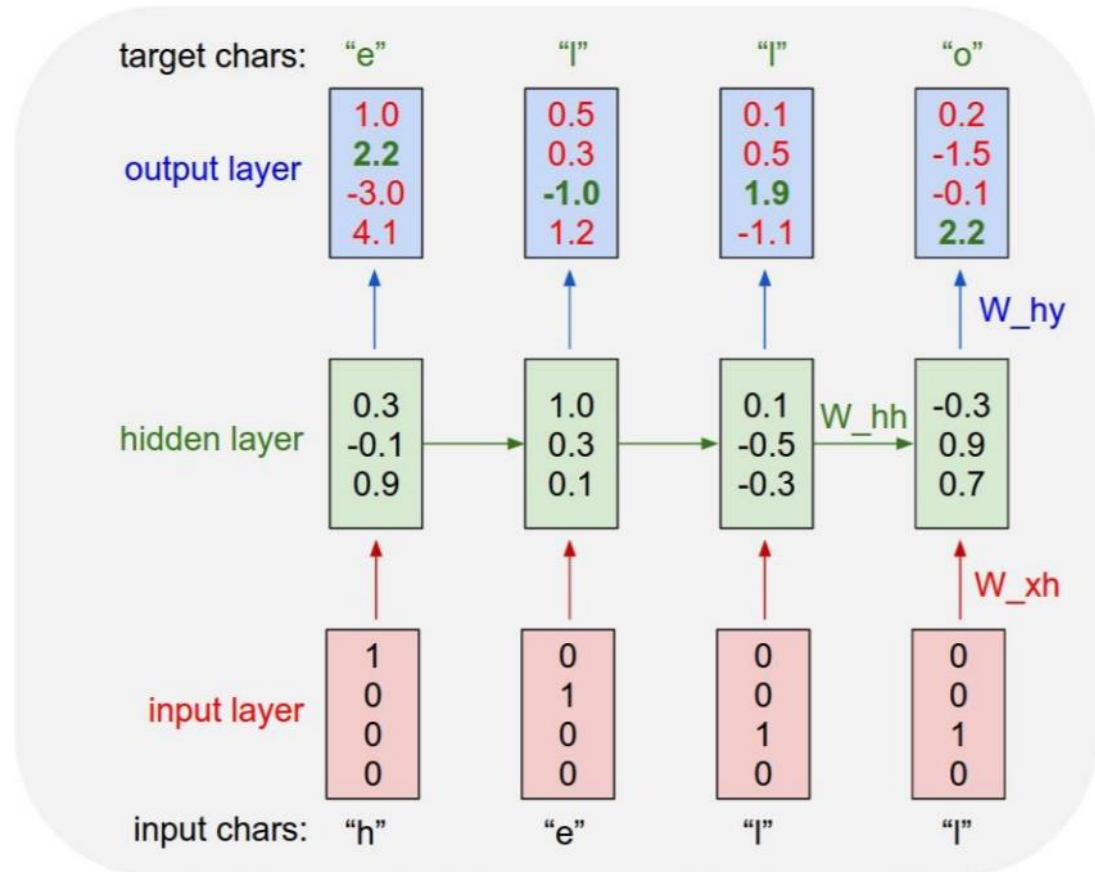 target chars: “e” “l” “l” “o”
1.0 0.5 0.1 0.2
2.2 0.3 0.5 -1.5
output layer
-3.0 -1.0 1.9 -0.1
4.1 1.2 -1.1 2.2
W_hy
0.3 1.0 0.1 -0.3
W_hh
hidden layer
-0.1 0.3 -0.5 0.9
0.9 0.1 -0.3 0.7
W_xh
1 0 0 0
0 1 0 0
input layer
0 0 1 1
0 0 0 0
input chars: “h” “e” “l” “l”